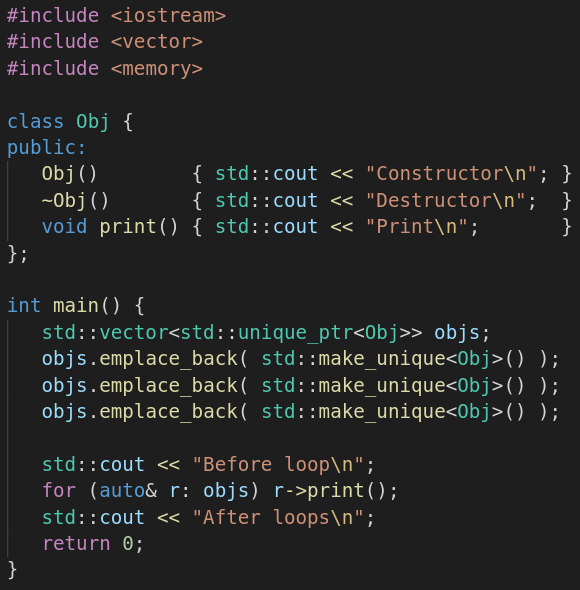 #include <iostream>
#include <vector>
#include <memory>

class Obj {
public:
   Obj()        { std::cout << "Constructor\n"; }
   ~Obj()       { std::cout << "Destructor\n";  }
   void print() { std::cout << "Print\n";       }
};

int main() {
   std::vector<std::unique_ptr<Obj>> objs;
   objs.emplace_back( std::make_unique<Obj>() );
   objs.emplace_back( std::make_unique<Obj>() );
   objs.emplace_back( std::make_unique<Obj>() );

   std::cout << "Before loop\n";
   for (auto& r: objs) r->print();
   std::cout << "After loops\n";
   return 0;
}